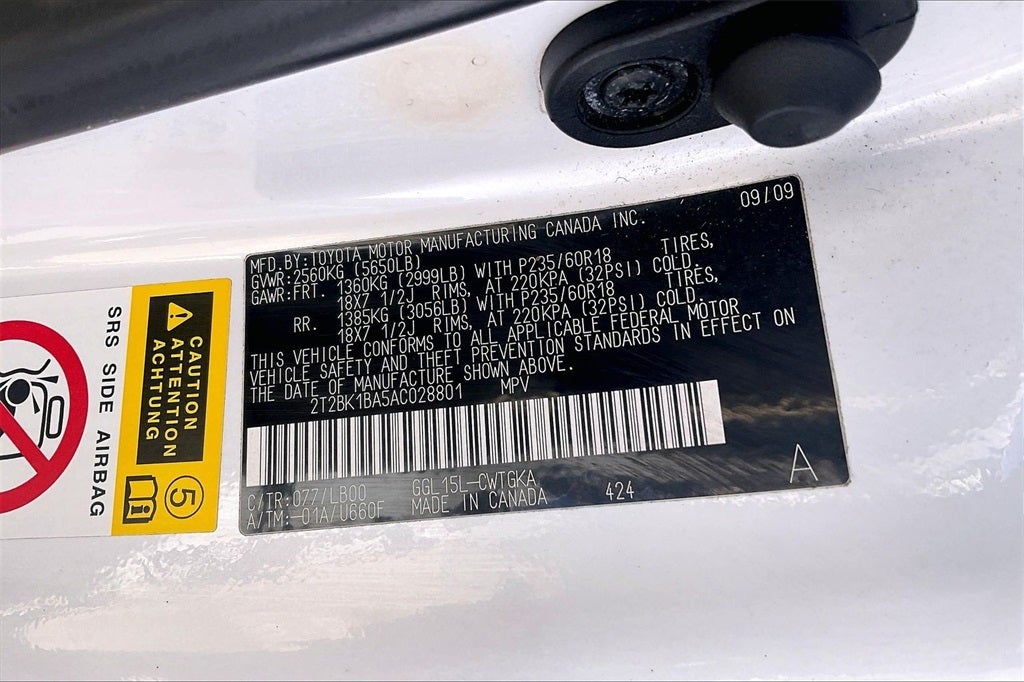 09/09
MFD.BY:TOYOTA MOTOR MANUFACTURING CANADA INC.
GVWR:2560KG (5650LB)
GAWR:FRT. 1360KG (2999LB) WITH P235/60R18 TIRES,
18X7 1/2J RIMS, AT 220KPA (32PSI) COLD.
RR. 1385KG (3056LB) WITH P235/60R18 TIRES,
18X7 1/2J RIMS, AT 220KPA (32PSI) COLD.
THIS VEHICLE CONFORMS TO ALL APPLICABLE FEDERAL MOTOR
VEHICLE SAFETY AND THEFT PREVENTION STANDARDS IN EFFECT ON
THE DATE OF MANUFACTURE SHOWN ABOVE.
2T2BK1BA5AC028801 MPV
C/TR:077/LB00 GGL15L-CWTGKA
A/TM:-01A/U660F MADE IN CANADA 424
A
CAUTION
ATTENTION
ACHTUNG
5
SRS SIDE AIRBAG